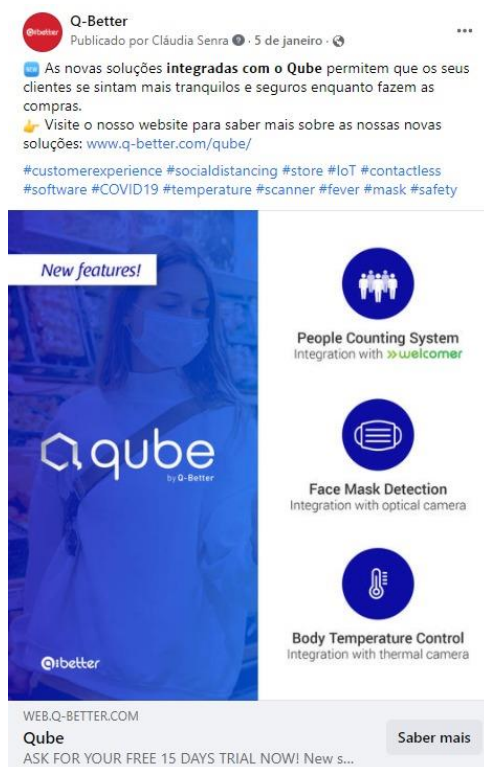 Q-Better
Publicado por Cláudia Senra · 5 de janeiro ·
As novas soluções integradas com o Qube permitem que os seus
clientes se sintam mais tranquilos e seguros enquanto fazem as
compras.
Visite o nosso website para saber mais sobre as nossas novas
soluções: www.q-better.com/qube/
#customerexperience #socialdistancing #store #IoT #contactless
#software #COVID19 #temperature #scanner #fever #mask #safety
New features!
qube
by Q-Better
Q:better
People Counting System
Integration with »welcomer
Face Mask Detection
Integration with optical camera
Body Temperature Control
Integration with thermal camera
WEB.Q-BETTER.COM
Qube
ASK FOR YOUR FREE 15 DAYS TRIAL NOW! New s...
Saber mais